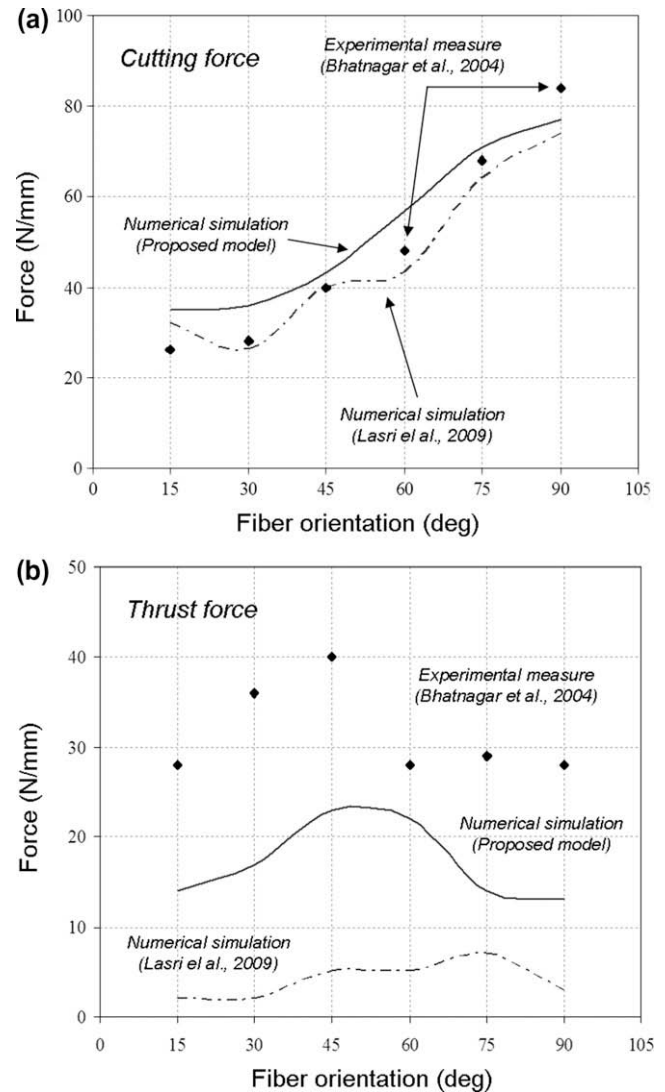 (a)
100
Cutting force
Experimental measure
(Bhatnagar et al., 2004)
80
60
Numerical simulation
(Proposed model)
40
20
Numerical simulation
(Lasri el al., 2009)
0
0 15 30 45 60 75 90 105
Force (N/mm)
Fiber orientation (deg)
(b)
50
Thrust force
40
Experimental measure
(Bhatnagar et al., 2004)
30
20
Numerical simulation
(Proposed model)
10
Numerical simulation
(Lasri el al., 2009)
0
0 15 30 45 60 75 90 105
Force (N/mm)
Fiber orientation (deg)